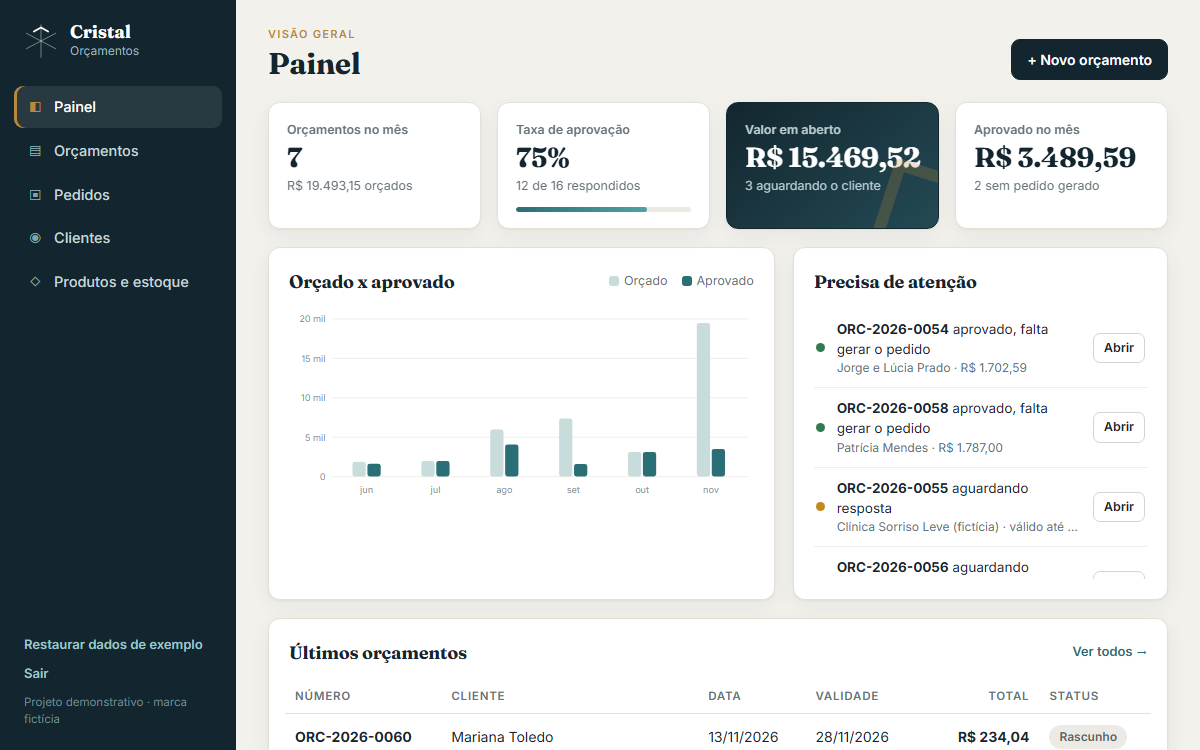 Cristal
Orçamentos
Painel
Orçamentos
Pedidos
Clientes
Produtos e estoque
Restaurar dados de exemplo
Sair
Projeto demonstrativo · marca
fictícia
VISÃO GERAL
Painel
+ Novo orçamento
Orçamentos no mês
7
R$ 19.493,15 orçados
Taxa de aprovação
75%
12 de 16 respondidos
Valor em aberto
R$ 15.469,52
3 aguardando o cliente
Aprovado no mês
R$ 3.489,59
2 sem pedido gerado
Orçado x aprovado
Orçado Aprovado
20 mil
15 mil
10 mil
5 mil
0
jun jul ago set out nov
Precisa de atenção
ORC-2026-0054 aprovado, falta
gerar o pedido
Jorge e Lúcia Prado · R$ 1.702,59
Abrir
ORC-2026-0058 aprovado, falta
gerar o pedido
Patrícia Mendes · R$ 1.787,00
Abrir
ORC-2026-0055 aguardando
resposta
Clínica Sorriso Leve (fictícia) · válido até ...
Abrir
ORC-2026-0056 aguardando
Últimos orçamentos
Ver todos →
NÚMERO CLIENTE DATA VALIDADE TOTAL STATUS
ORC-2026-0060 Mariana Toledo 13/11/2026 28/11/2026 R$ 234,04 Rascunho